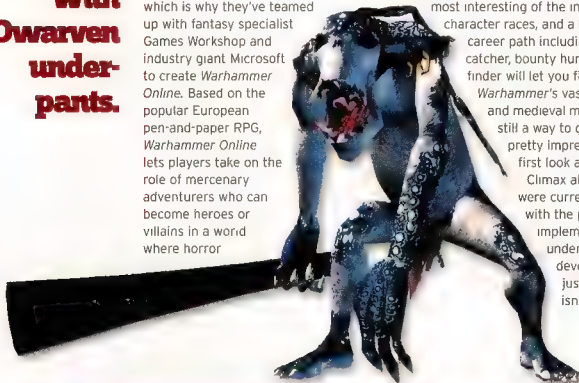 with
Dwarven
under-
pants.
which is why they've teamed
up with fantasy specialist
Games Workshop and
industry giant Microsoft
to create Warhammer
Online. Based on the
popular European
pen-and-paper RPG,
Warhammer Online
lets players take on the
role of mercenary
adventurers who can
become heroes or
villains in a world
where horror
most interesting of the in
character races, and a
career path includi
catcher, bounty hun
finder will let you f
Warhammer's vas
and medieval m
still a way to g
pretty impre
first look a
Climax al
were curre
with the p
implem
under
deve
jus
isn